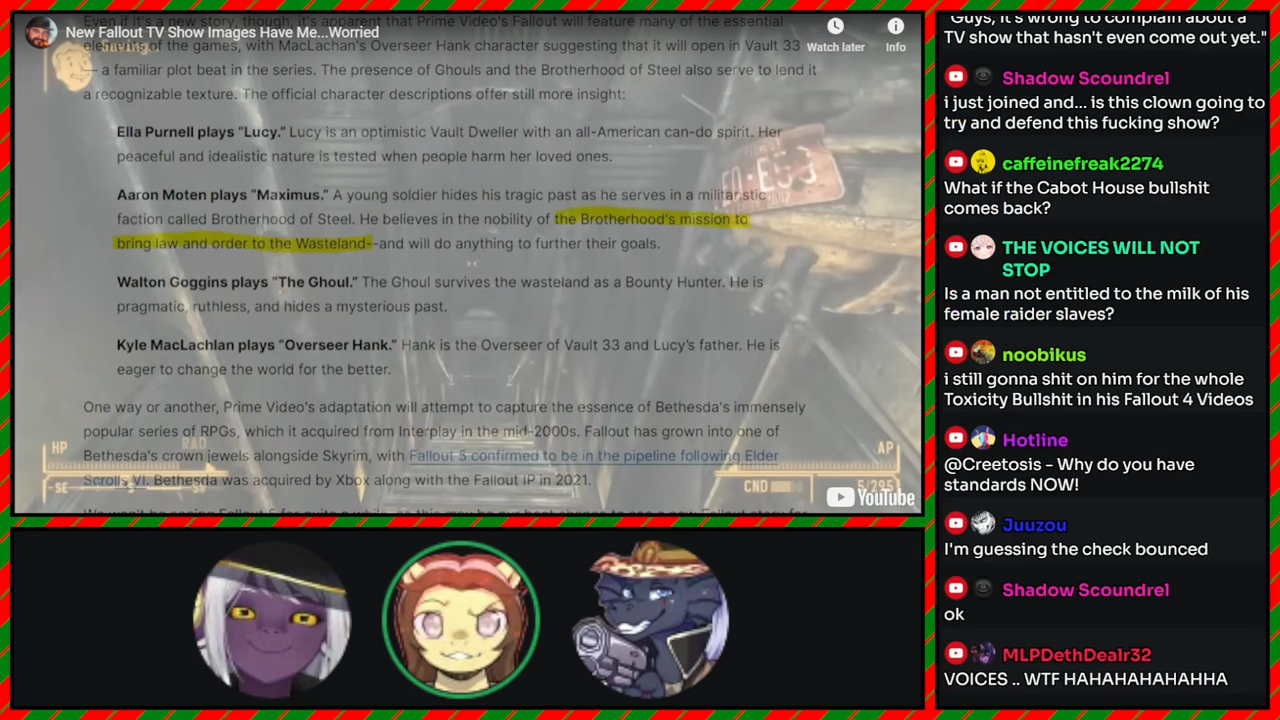 Even if it's a new story, though, it's apparent that Prime Video's Fallout will feature many of the essential
New Fallout TV Show Images Have Me...Worried
elements of the games, with MacLachan's Overseer Hank character suggesting that it will open in Vault 33
— a familiar plot beat in the series. The presence of Ghouls and the Brotherhood of Steel also serve to lend it
a recognizable texture. The official character descriptions offer still more insight:
Watch later
Info
Ella Purnell plays “Lucy.” Lucy is an optimistic Vault Dweller with an all-American can-do spirit. Her
peaceful and idealistic nature is tested when people harm her loved ones.
Aaron Moten plays “Maximus.” A young soldier hides his tragic past as he serves in a militaristic
faction called Brotherhood of Steel. He believes in the nobility of the Brotherhood's mission to
bring law and order to the Wasteland--and will do anything to further their goals.
Walton Goggins plays “The Ghoul.” The Ghoul survives the wasteland as a Bounty Hunter. He is
pragmatic, ruthless, and hides a mysterious past.
Kyle MacLachlan plays “Overseer Hank.” Hank is the Overseer of Vault 33 and Lucy's father. He is
eager to change the world for the better.
One way or another, Prime Video's adaptation will attempt to capture the essence of Bethesda's immensely
popular series of RPGs, which it acquired from Interplay in the mid-2000s. Fallout has grown into one of
Bethesda's crown jewels alongside Skyrim, with Fallout 5 confirmed to be in the pipeline following Elder
Scrolls VI. Bethesda was acquired by Xbox along with the Fallout IP in 2021.
HP
RAD
AP
CND
5/295
YouTube
"Guys, it's wrong to complain about a
TV show that hasn't even come out yet."
Shadow Scoundrel
i just joined and... is this clown going to
try and defend this fucking show?
caffeinefreak2274
What if the Cabot House bullshit
comes back?
THE VOICES WILL NOT
STOP
Is a man not entitled to the milk of his
female raider slaves?
noobikus
i still gonna shit on him for the whole
Toxicity Bullshit in his Fallout 4 Videos
Hotline
@Creetosis - Why do you have
standards NOW!
Juuzou
I'm guessing the check bounced
Shadow Scoundrel
ok
MLPDethDealr32
VOICES .. WTF HAHAHAHAHAHHA